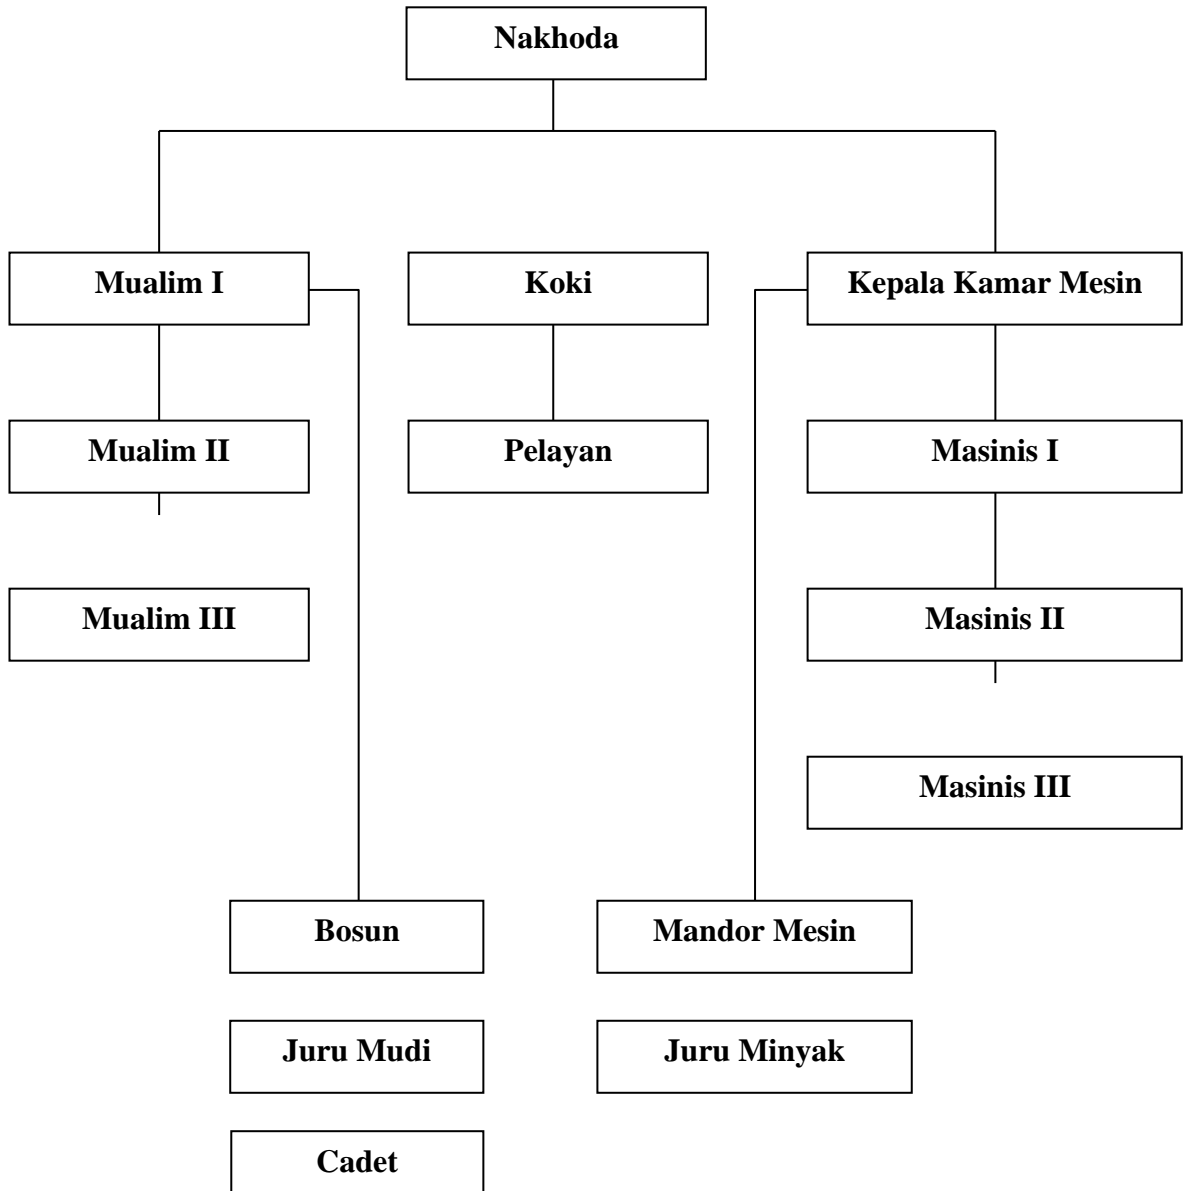 Nakhoda
Mualim I
Koki
Kepala Kamar Mesin
Mualim II
Pelayan
Masinis I
Mualim III
Masinis II
Masinis III
Bosun
Mandor Mesin
Juru Mudi
Juru Minyak
Cadet